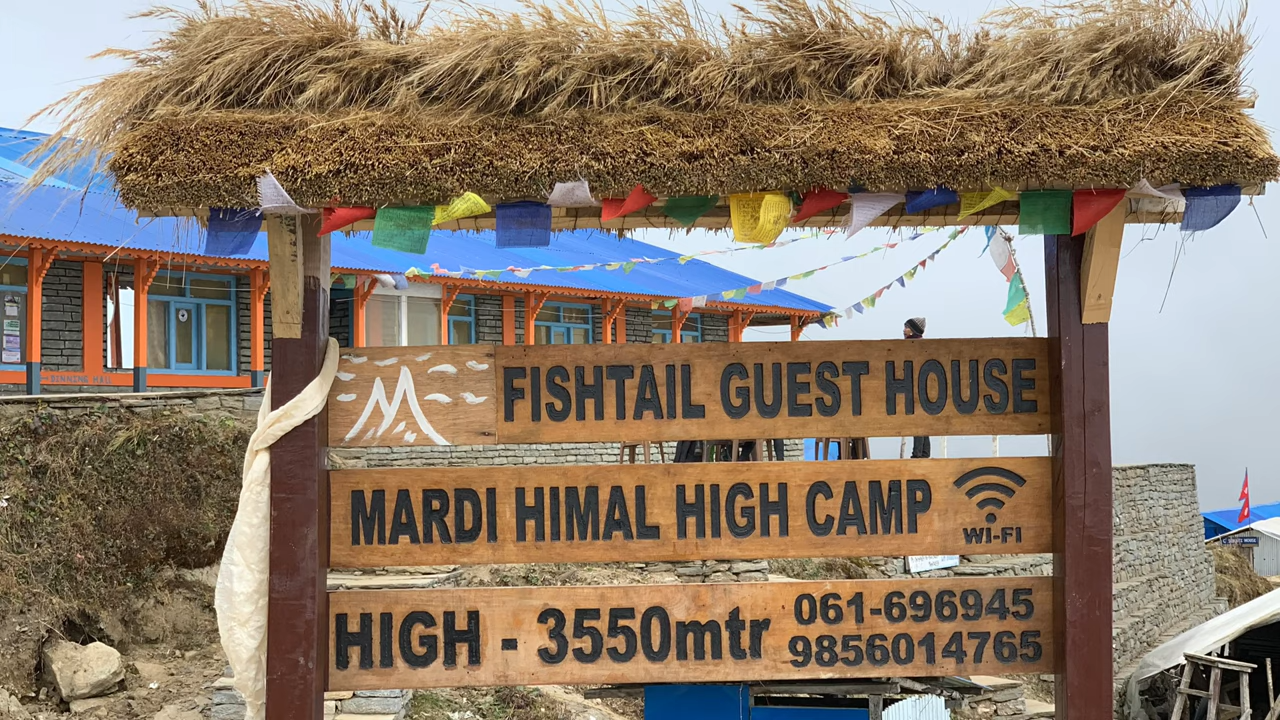 FISHTAIL GUEST HOUSE
MARDI HIMAL HIGH CAMP
WI-FI
HIGH - 3550mtr
061-696945
9856014765
DINNING HALL